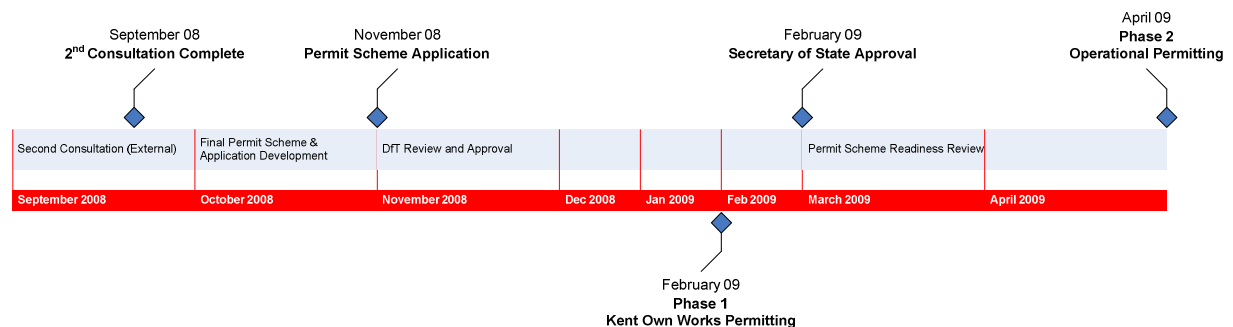 September 08
2nd Consultation Complete
November 08
Permit Scheme Application
February 09
Secretary of State Approval
April 09
Phase 2
Operational Permitting
Second Consultation (External)
Final Permit Scheme &
Application Development
DfT Review and Approval
Permit Scheme Readiness Review
September 2008
October 2008
November 2008
Dec 2008
Jan 2009
Feb 2009
March 2009
April 2009
February 09
Phase 1
Kent Own Works Permitting